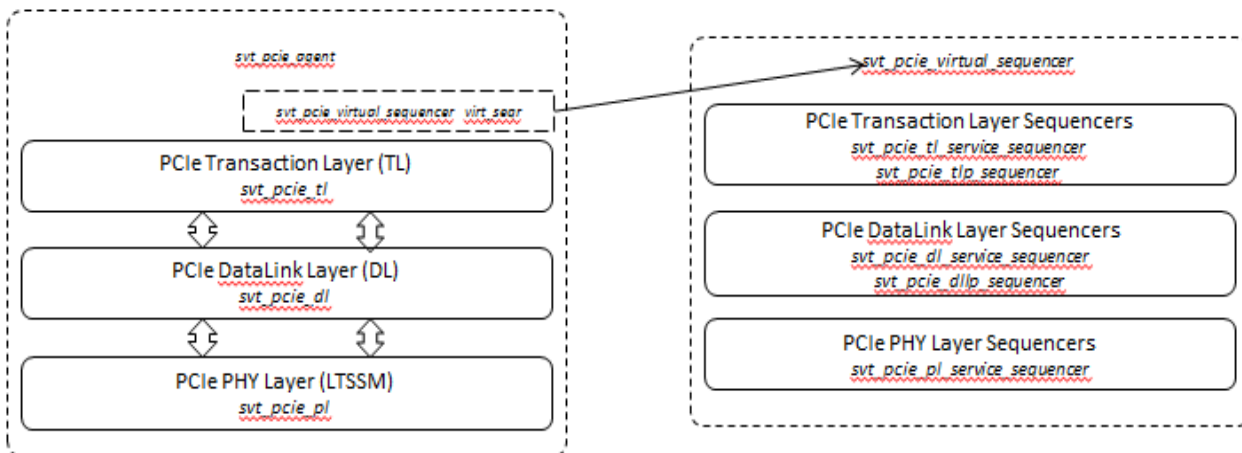 svt_pcie_agent
svt_pcie_virtual_sequencer virt_seqr
PCIe Transaction Layer (TL)
svt_pcie_tl
PCIe DataLink Layer (DL)
svt_pcie_dl
PCIe PHY Layer (LTSSM)
svt_pcie_pl
svt_pcie_virtual_sequencer
PCIe Transaction Layer Sequencers
svt_pcie_tl_service_sequencer
svt_pcie_tlp_sequencer
PCIe DataLink Layer Sequencers
svt_pcie_dl_service_sequencer
svt_pcie_dllp_sequencer
PCIe PHY Layer Sequencers
svt_pcie_pl_service_sequencer